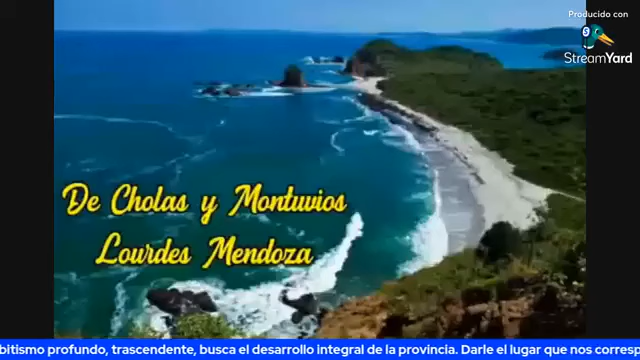 Producido con
StreamYard
De Cholas y Montuvios
Lourdes Mendoza
bitismo profundo, trascendente, busca el desarrollo integral de la provincia. Darle el lugar que nos corresp